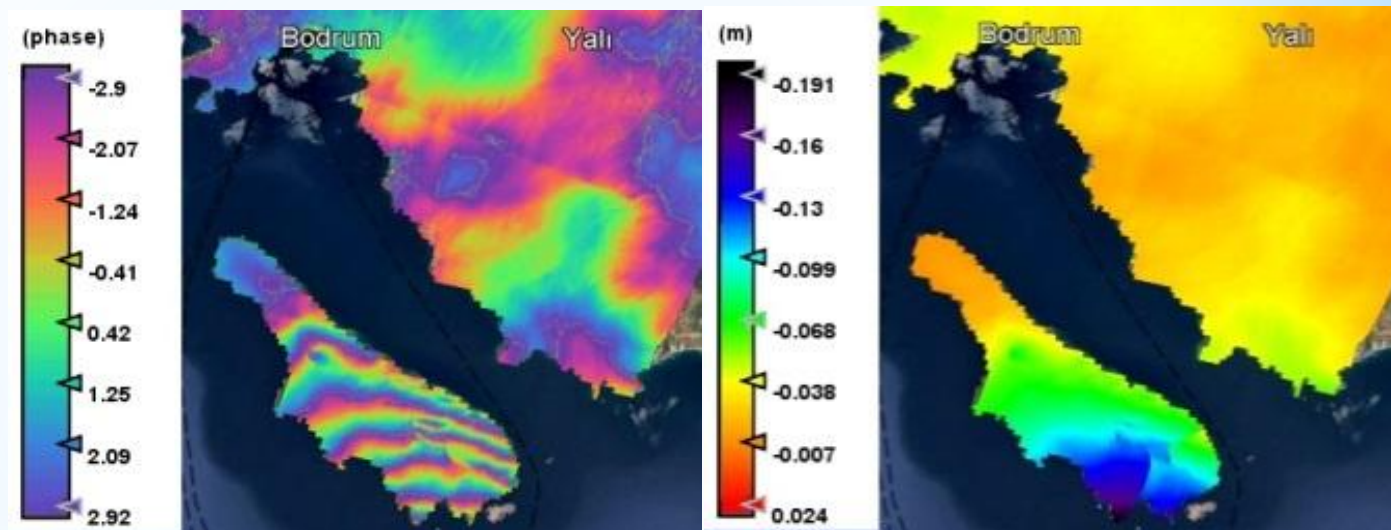 (phase)
-2.9
-2.07
-1.24
-0.41
0.42
1.25
2.09
2.92
Bodrum
Yalı
(m)
-0.191
-0.16
-0.13
-0.099
-0.068
-0.038
-0.007
0.024
Bodrum
Yalı